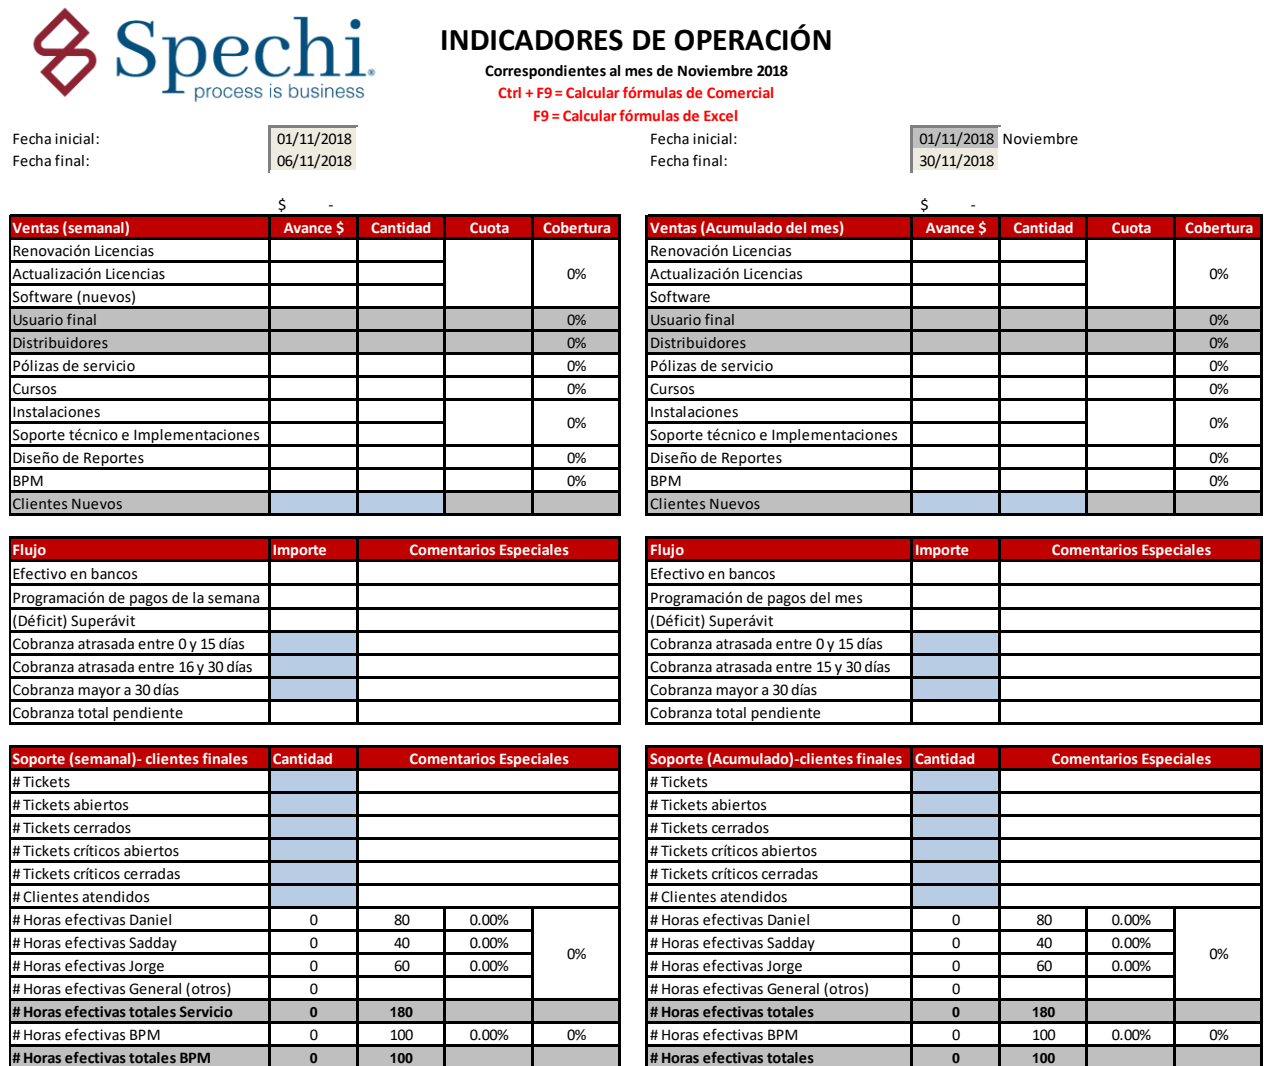 Spechi®
process is business
INDICADORES DE OPERACIÓN
Correspondientes al mes de Noviembre 2018
Ctrl + F9 = Calcular fórmulas de Comercial
F9 = Calcular fórmulas de Excel
Fecha inicial: 01/11/2018 Fecha inicial: 01/11/2018 Noviembre
Fecha final: 06/11/2018 Fecha final: 30/11/2018
$ - $ -
Ventas (semanal) Avance $ Cantidad Cuota Cobertura Ventas (Acumulado del mes) Avance $ Cantidad Cuota Cobertura
Renovación Licencias Renovación Licencias
Actualización Licencias 0% Actualización Licencias 0%
Software (nuevos) Software
Usuario final 0% Usuario final 0%
Distribuidores 0% Distribuidores 0%
Pólizas de servicio 0% Pólizas de servicio 0%
Cursos 0% Cursos 0%
Instalaciones 0% Instalaciones 0%
Soporte técnico e Implementaciones Soporte técnico e Implementaciones
Diseño de Reportes 0% Diseño de Reportes 0%
BPM 0% BPM 0%
Clientes Nuevos Clientes Nuevos
Flujo Importe Comentarios Especiales Flujo Importe Comentarios Especiales
Efectivo en bancos Efectivo en bancos
Programación de pagos de la semana Programación de pagos del mes
(Déficit) Superávit (Déficit) Superávit
Cobranza atrasada entre 0 y 15 días Cobranza atrasada entre 0 y 15 días
Cobranza atrasada entre 16 y 30 días Cobranza atrasada entre 15 y 30 días
Cobranza mayor a 30 días Cobranza mayor a 30 días
Cobranza total pendiente Cobranza total pendiente
Soporte (semanal)- clientes finales Cantidad Comentarios Especiales Soporte (Acumulado)-clientes finales Cantidad Comentarios Especiales
# Tickets # Tickets
# Tickets abiertos # Tickets abiertos
# Tickets cerrados # Tickets cerrados
# Tickets críticos abiertos # Tickets críticos abiertos
# Tickets críticos cerradas # Tickets críticos cerradas
# Clientes atendidos # Clientes atendidos
# Horas efectivas Daniel 0 80 0.00% # Horas efectivas Daniel 0 80 0.00%
# Horas efectivas Sadday 0 40 0.00% 0% # Horas efectivas Sadday 0 40 0.00% 0%
# Horas efectivas Jorge 0 60 0.00% # Horas efectivas Jorge 0 60 0.00%
# Horas efectivas General (otros) 0 # Horas efectivas General (otros) 0
# Horas efectivas totales Servicio 0 180 # Horas efectivas totales 0 180
# Horas efectivas BPM 0 100 0.00% 0% # Horas efectivas BPM 0 100 0.00% 0%
# Horas efectivas totales BPM 0 100 # Horas efectivas totales 0 100